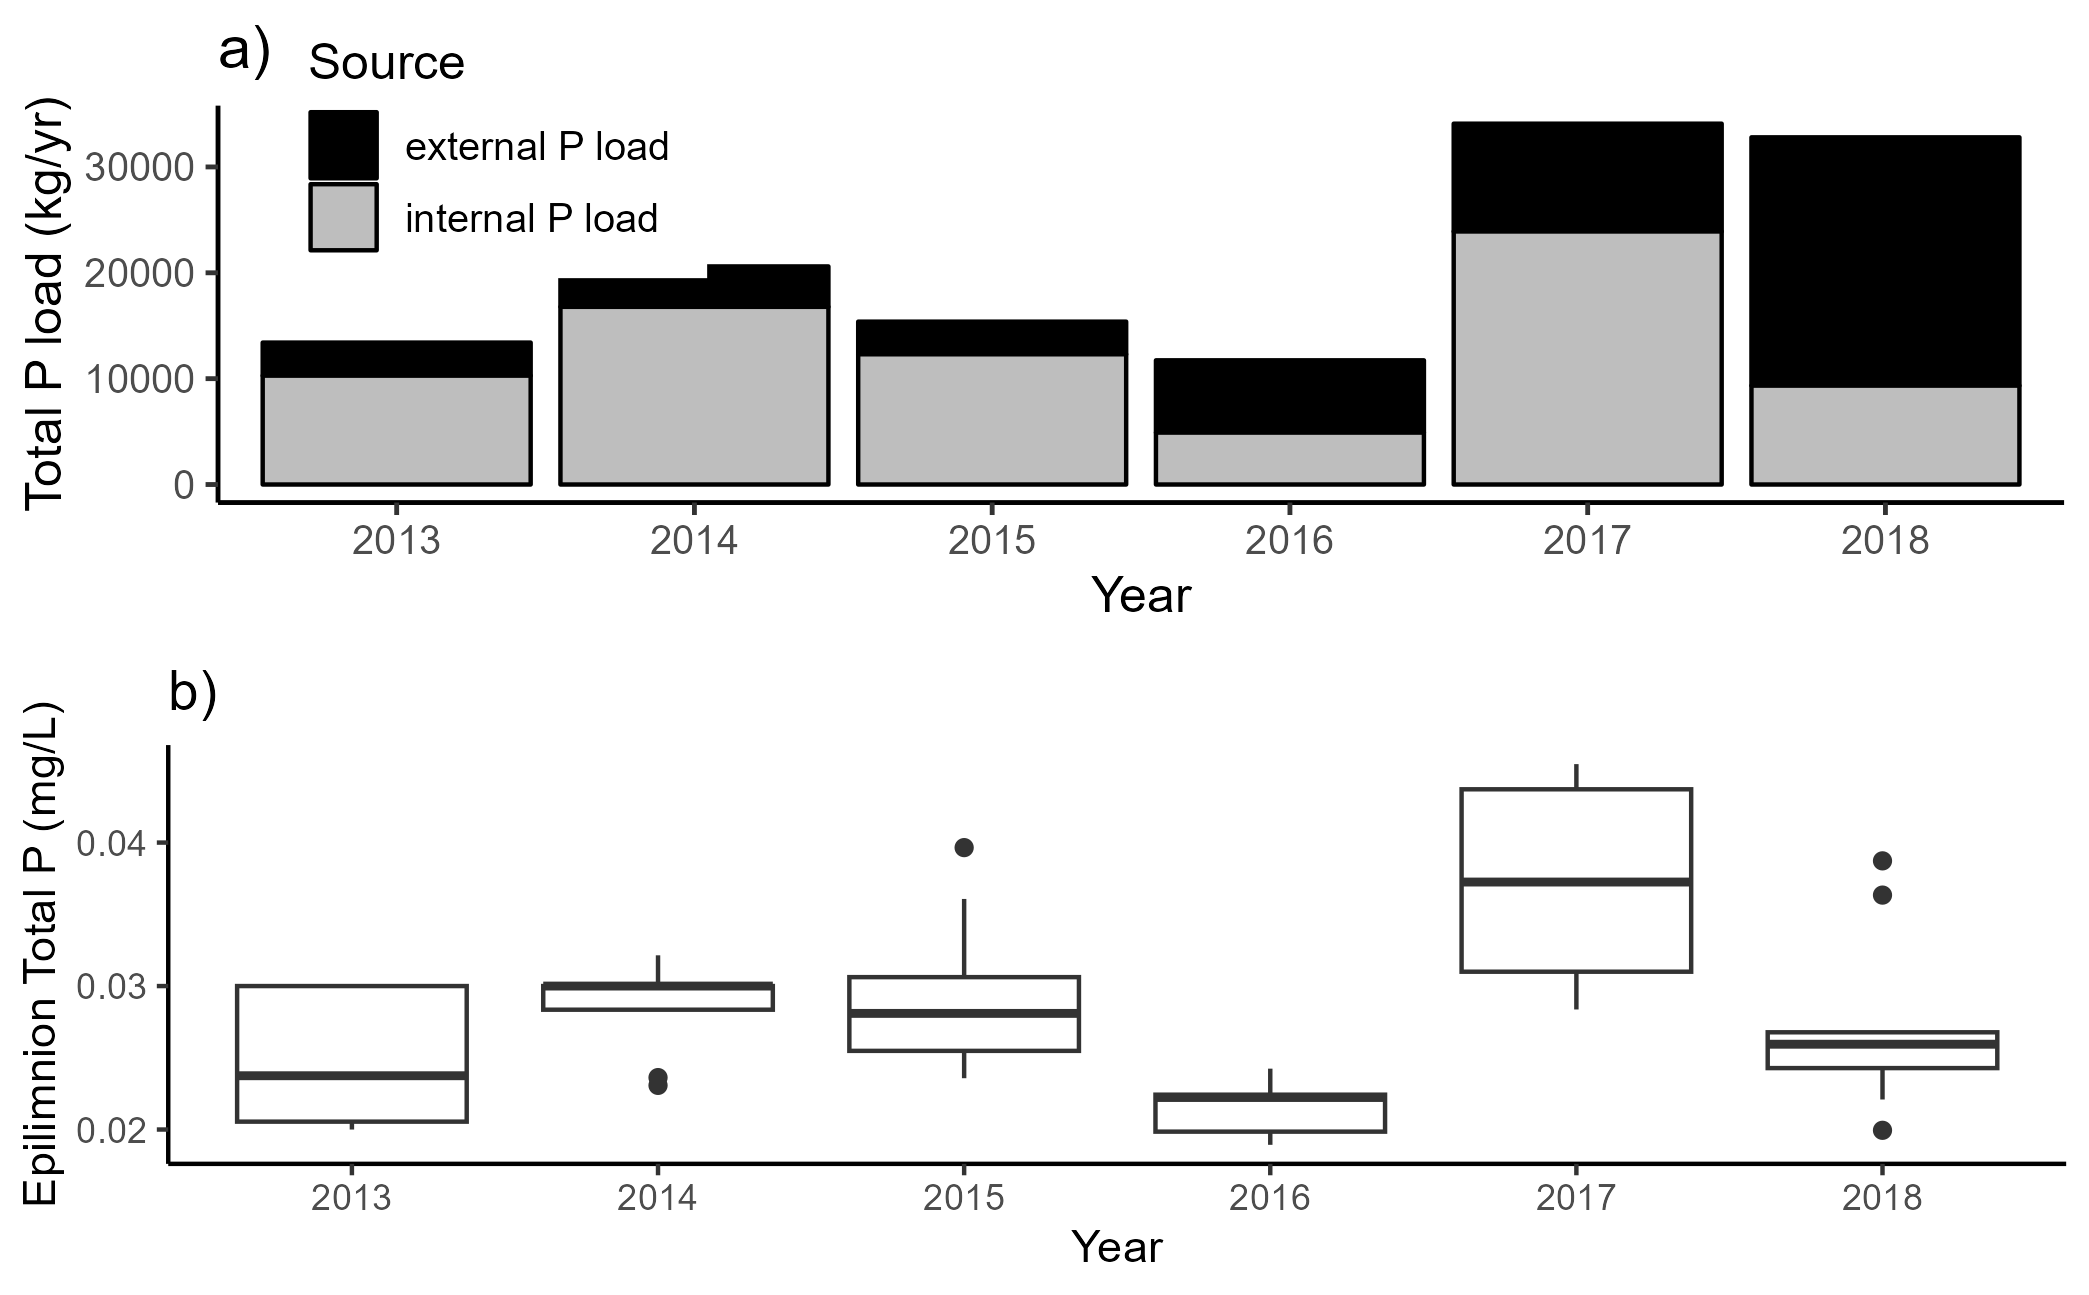 a)
Source
external P load
internal P load
Total P load (kg/yr)
30000
20000
10000
0
2013 2014 2015 2016 2017 2018
Year
b)
Epilimnion Total P (mg/L)
0.04
0.03
0.02
2013 2014 2015 2016 2017 2018
Year